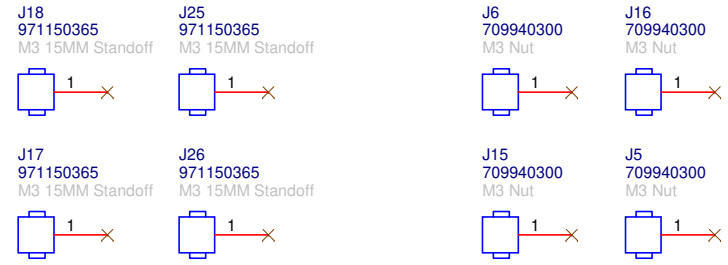 J18
971150365
M3 15MM Standoff
1
J25
971150365
M3 15MM Standoff
1
J6
709940300
M3 Nut
1
J16
709940300
M3 Nut
1
J17
971150365
M3 15MM Standoff
1
J26
971150365
M3 15MM Standoff
1
J15
709940300
M3 Nut
1
J5
709940300
M3 Nut
1